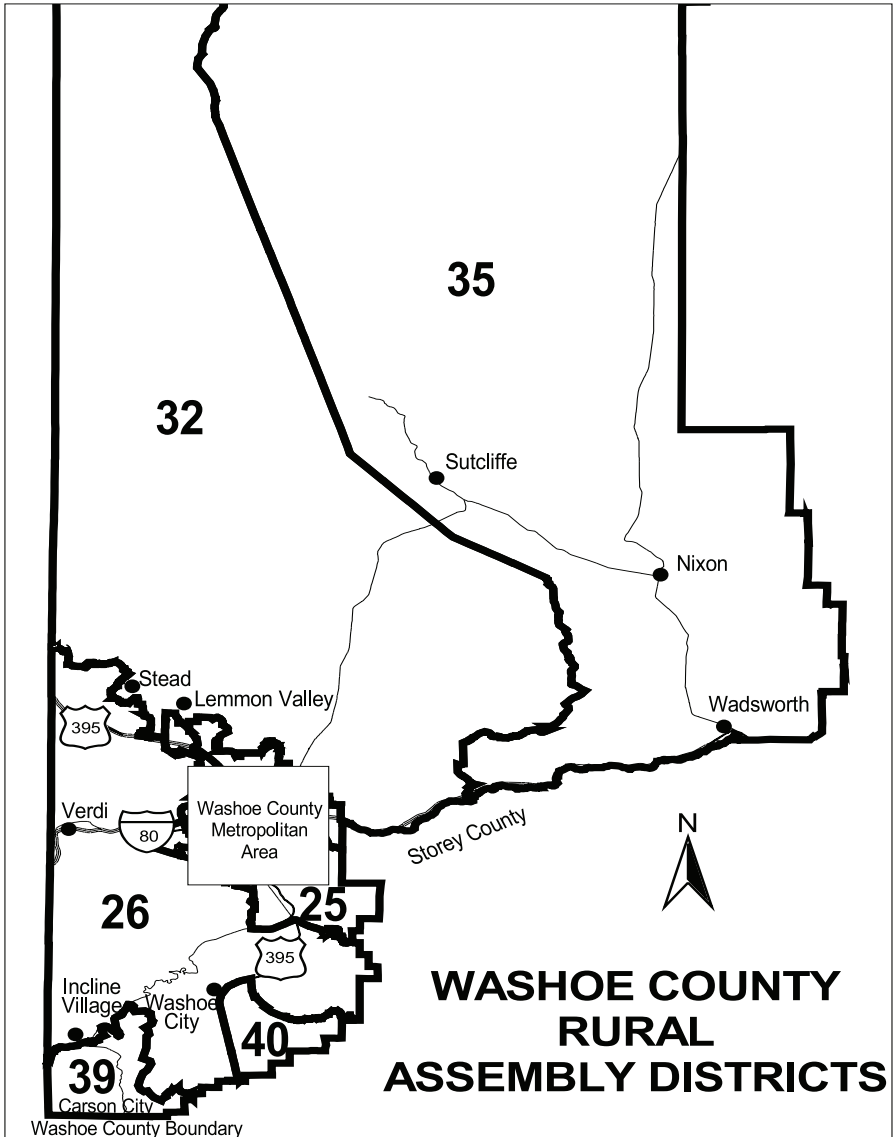 35
32
Sutcliffe
Nixon
Stead
Lemmon Valley
395
Wadsworth
Washoe County
Metropolitan
Area
Verdi
80
Storey County
N
26
25
395
Incline
Village
Washoe
City
40
39
Carson City
Washoe County Boundary
WASHOE COUNTY
RURAL
ASSEMBLY DISTRICTS